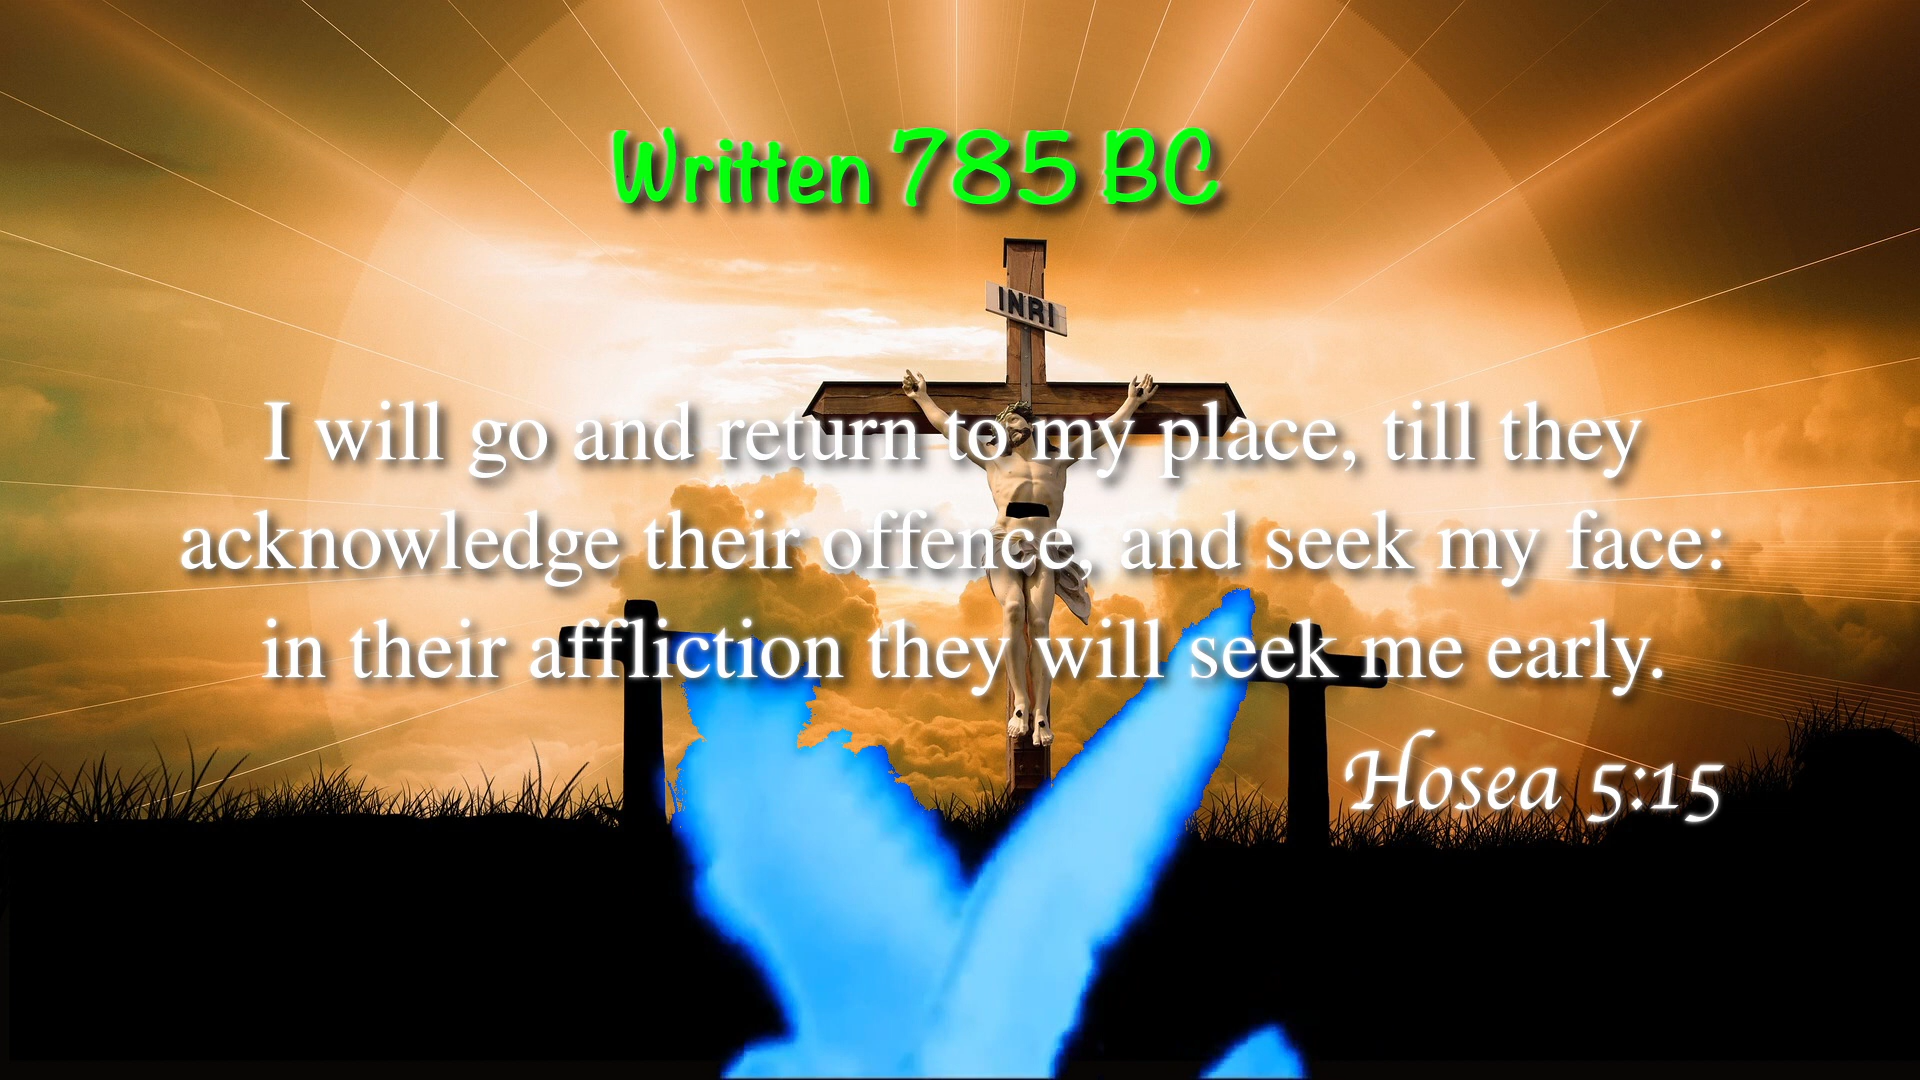 Written 785 BC
INRI
I will go and return to my place, till they
acknowledge their offence, and seek my face:
in their affliction they will seek me early.
Hosea 5:15